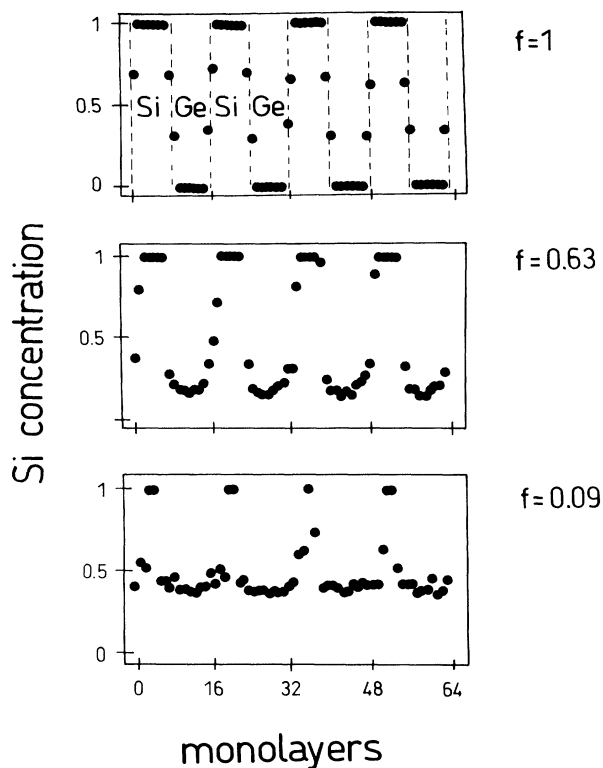 1
0.5
0
Si Ge Si Ge
f=1
1
0.5
f=0.63
1
0.5
0
f=0.09
0 16 32 48 64
Si concentration
monolayers